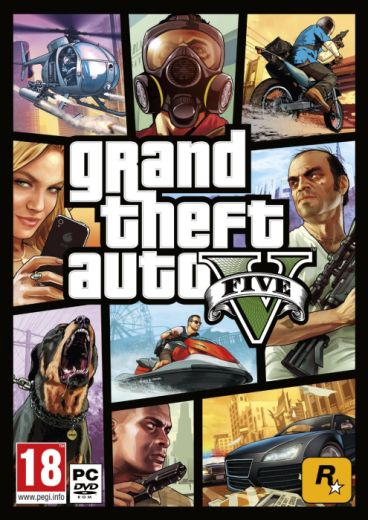 grand
theft
auto V
FIVE
18
www.pegi.info
PC
DVD
ROM
R